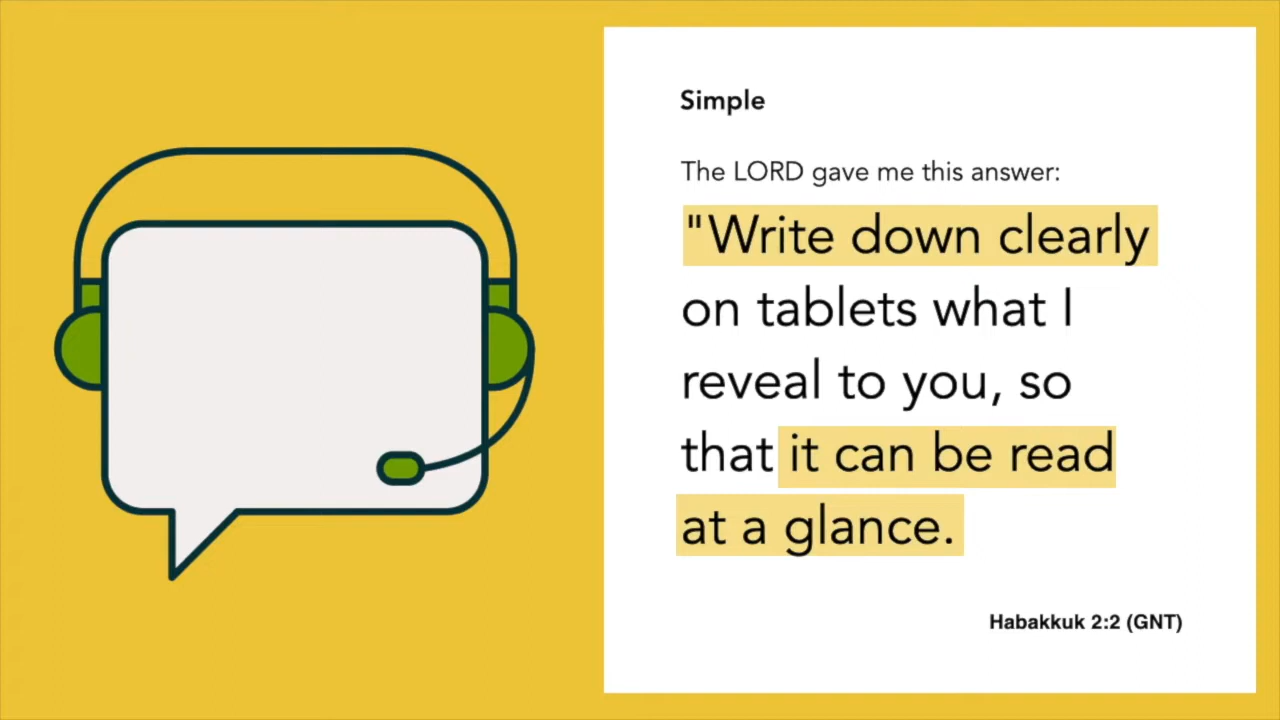 Simple
The LORD gave me this answer:
"Write down clearly
on tablets what I
reveal to you, so
that it can be read
at a glance.
Habakkuk 2:2 (GNT)